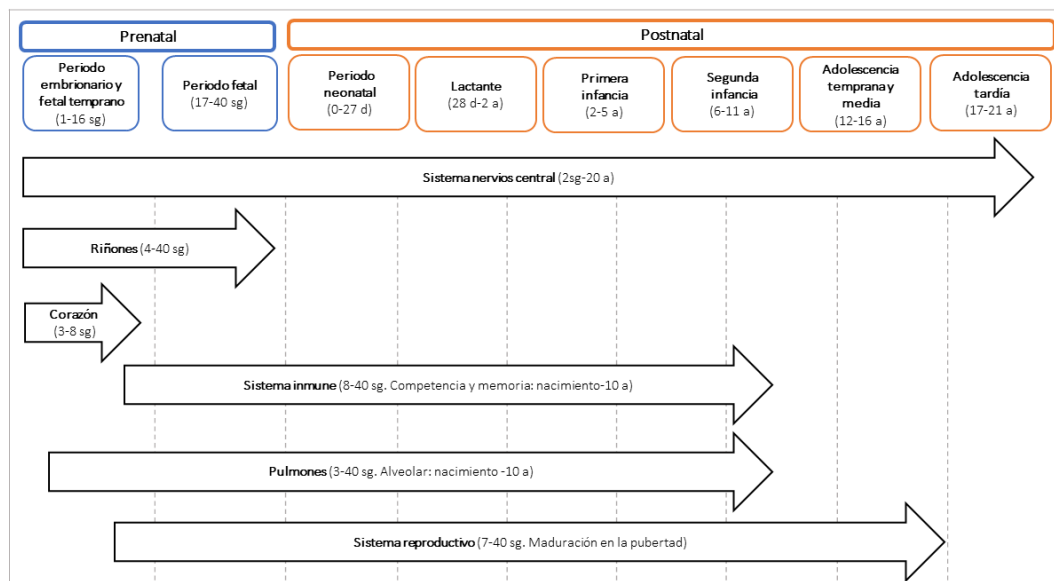 Prenatal
Postnatal
Periodo
embrionario y
fetal temprano
(1-16 sg)
Periodo fetal
(17-40 sg)
Periodo
neonatal
(0-27 d)
Lactante
(28 d-2 a)
Primera
infancia
(2-5 a)
Segunda
infancia
(6-11 a)
Adolescencia
temprana y
media
(12-16 a)
Adolescencia
tardía
(17-21 a)
Sistema nervios central (2sg-20 a)
Riñones (4-40 sg)
Corazón
(3-8 sg)
Sistema inmune (8-40 sg. Competencia y memoria: nacimiento-10 a)
Pulmones (3-40 sg. Alveolar: nacimiento -10 a)
Sistema reproductivo (7-40 sg. Maduración en la pubertad)